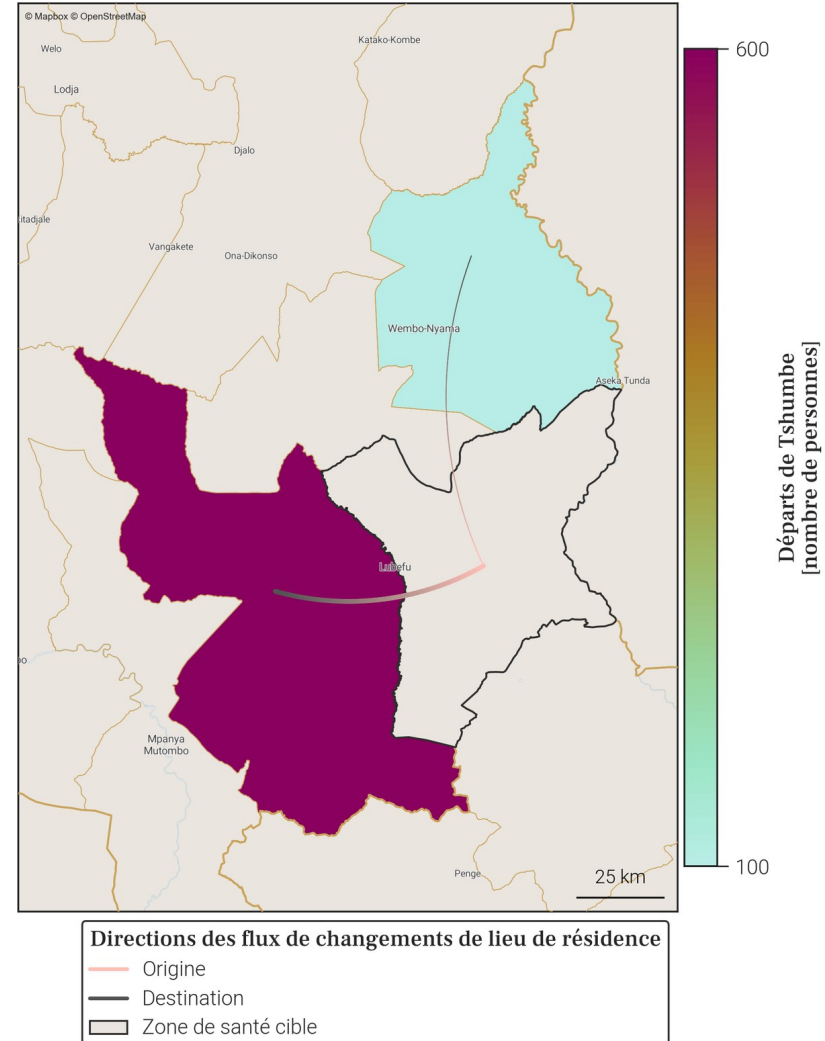 © Mapbox © OpenStreetMap
Katako-Kombe
Welo
Lodja
Djalo
itadjale
Vangakete
Ona-Dikonso
Wembo-Nyama
Aseka Tunda
Lubefu
Mpanya
Mutombo
Penge
25 km
600
100
Départs de Tshumbe
[nombre de personnes]
Directions des flux de changements de lieu de résidence
Origine
Destination
Zone de santé cible